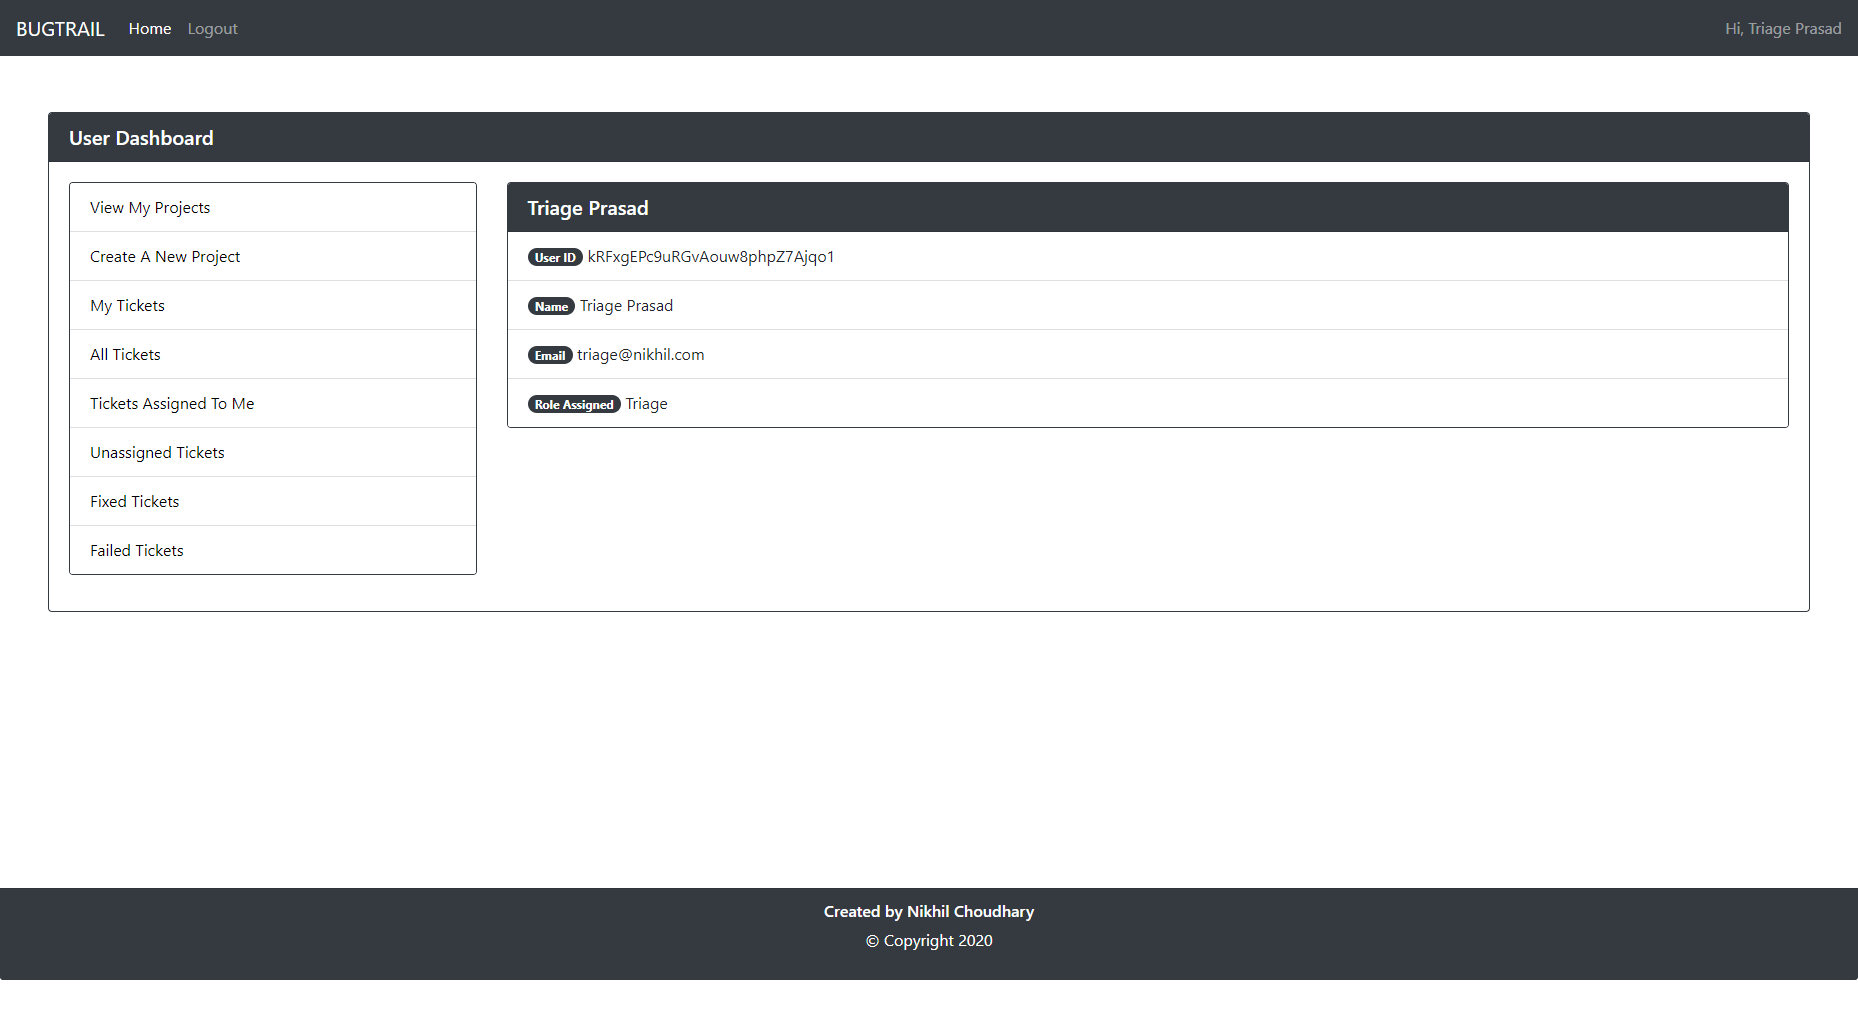 BUGTRAIL Home Logout Hi, Triage Prasad
User Dashboard
View My Projects
Create A New Project
My Tickets
All Tickets
Tickets Assigned To Me
Unassigned Tickets
Fixed Tickets
Failed Tickets
Triage Prasad
User ID kRFxgEPc9uRGvAouw8phpZ7Ajqo1
Name Triage Prasad
Email triage@nikhil.com
Role Assigned Triage
Created by Nikhil Choudhary
© Copyright 2020